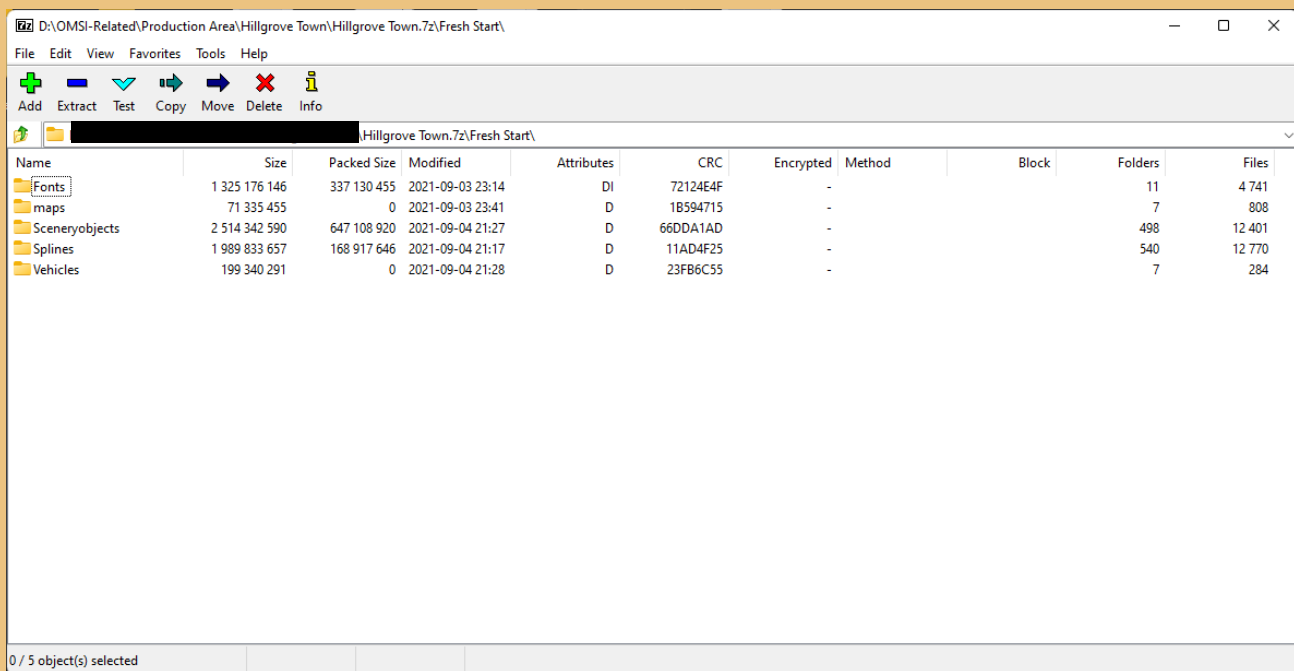 7z D:\OMSI-Related\Production Area\Hillgrove Town\Hillgrove Town.7z\Fresh Start\
File Edit View Favorites Tools Help
Add Extract Test Copy Move Delete Info
\Hillgrove Town.7z\Fresh Start\
Name Size Packed Size Modified Attributes CRC Encrypted Method Block Folders Files
Fonts 1 325 176 146 337 130 455 2021-09-03 23:14 DI 72124E4F - 11 4 741
maps 71 335 455 0 2021-09-03 23:41 D 1B594715 - 7 808
Sceneryobjects 2 514 342 590 647 108 920 2021-09-04 21:27 D 66DDA1AD - 498 12 401
Splines 1 989 833 657 168 917 646 2021-09-04 21:17 D 11AD4F25 - 540 12 770
Vehicles 199 340 291 0 2021-09-04 21:28 D 23FB6C55 - 7 284
0 / 5 object(s) selected